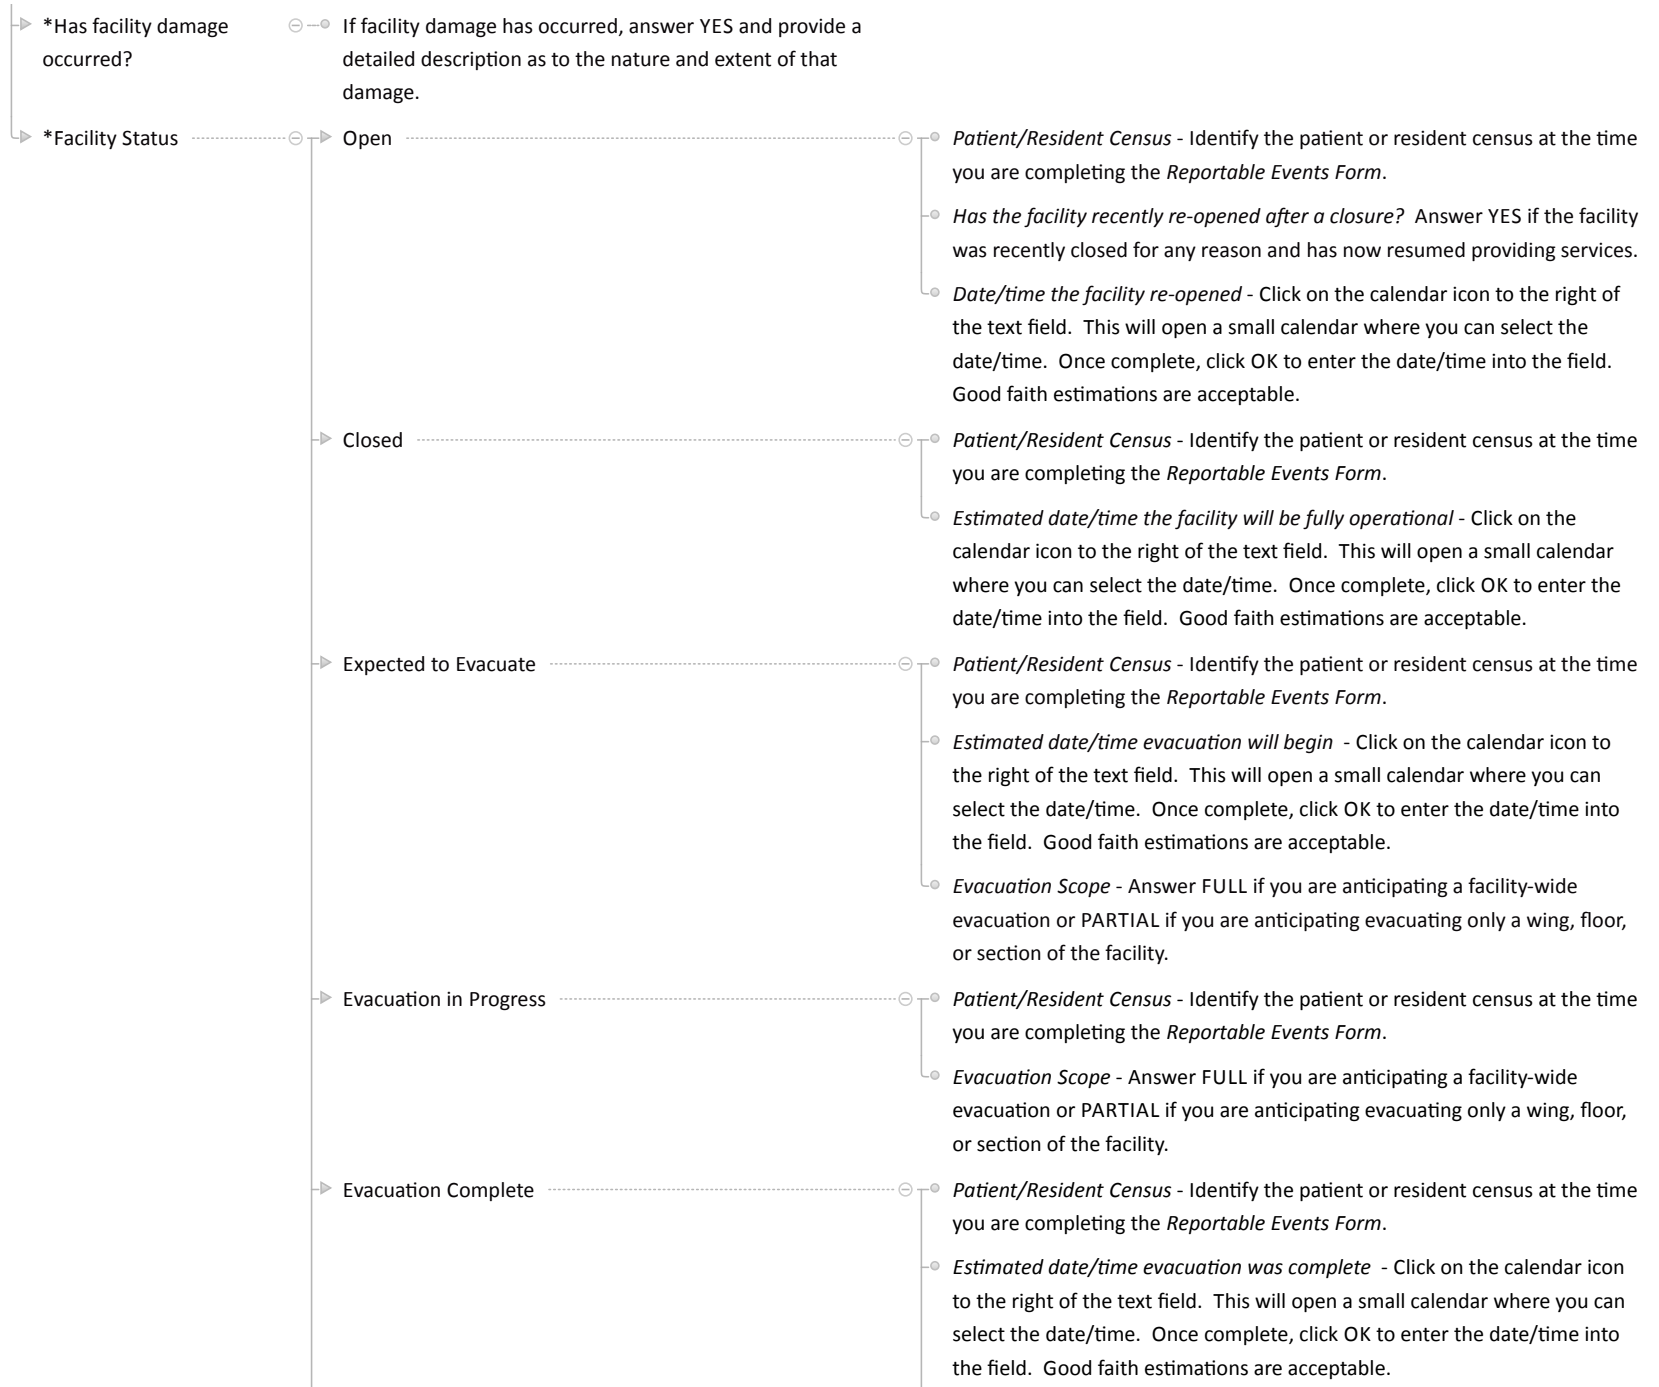 *Has facility damage
occurred?
If facility damage has occurred, answer YES and provide a
detailed description as to the nature and extent of that
damage.
*Facility Status
Open
Patient/Resident Census - Identify the patient or resident census at the time
you are completing the Reportable Events Form.
Has the facility recently re-opened after a closure?  Answer YES if the facility
was recently closed for any reason and has now resumed providing services.
Date/time the facility re-opened - Click on the calendar icon to the right of
the text field.  This will open a small calendar where you can select the
date/time.  Once complete, click OK to enter the date/time into the field.
Good faith estimations are acceptable.
Closed
Patient/Resident Census - Identify the patient or resident census at the time
you are completing the Reportable Events Form.
Estimated date/time the facility will be fully operational - Click on the
calendar icon to the right of the text field.  This will open a small calendar
where you can select the date/time.  Once complete, click OK to enter the
date/time into the field.  Good faith estimations are acceptable.
Expected to Evacuate
Patient/Resident Census - Identify the patient or resident census at the time
you are completing the Reportable Events Form.
Estimated date/time evacuation will begin  - Click on the calendar icon to
the right of the text field.  This will open a small calendar where you can
select the date/time.  Once complete, click OK to enter the date/time into
the field.  Good faith estimations are acceptable.
Evacuation Scope - Answer FULL if you are anticipating a facility-wide
evacuation or PARTIAL if you are anticipating evacuating only a wing, floor,
or section of the facility.
Evacuation in Progress
Patient/Resident Census - Identify the patient or resident census at the time
you are completing the Reportable Events Form.
Evacuation Scope - Answer FULL if you are anticipating a facility-wide
evacuation or PARTIAL if you are anticipating evacuating only a wing, floor,
or section of the facility.
Evacuation Complete
Patient/Resident Census - Identify the patient or resident census at the time
you are completing the Reportable Events Form.
Estimated date/time evacuation was complete  - Click on the calendar icon
to the right of the text field.  This will open a small calendar where you can
select the date/time.  Once complete, click OK to enter the date/time into
the field.  Good faith estimations are acceptable.